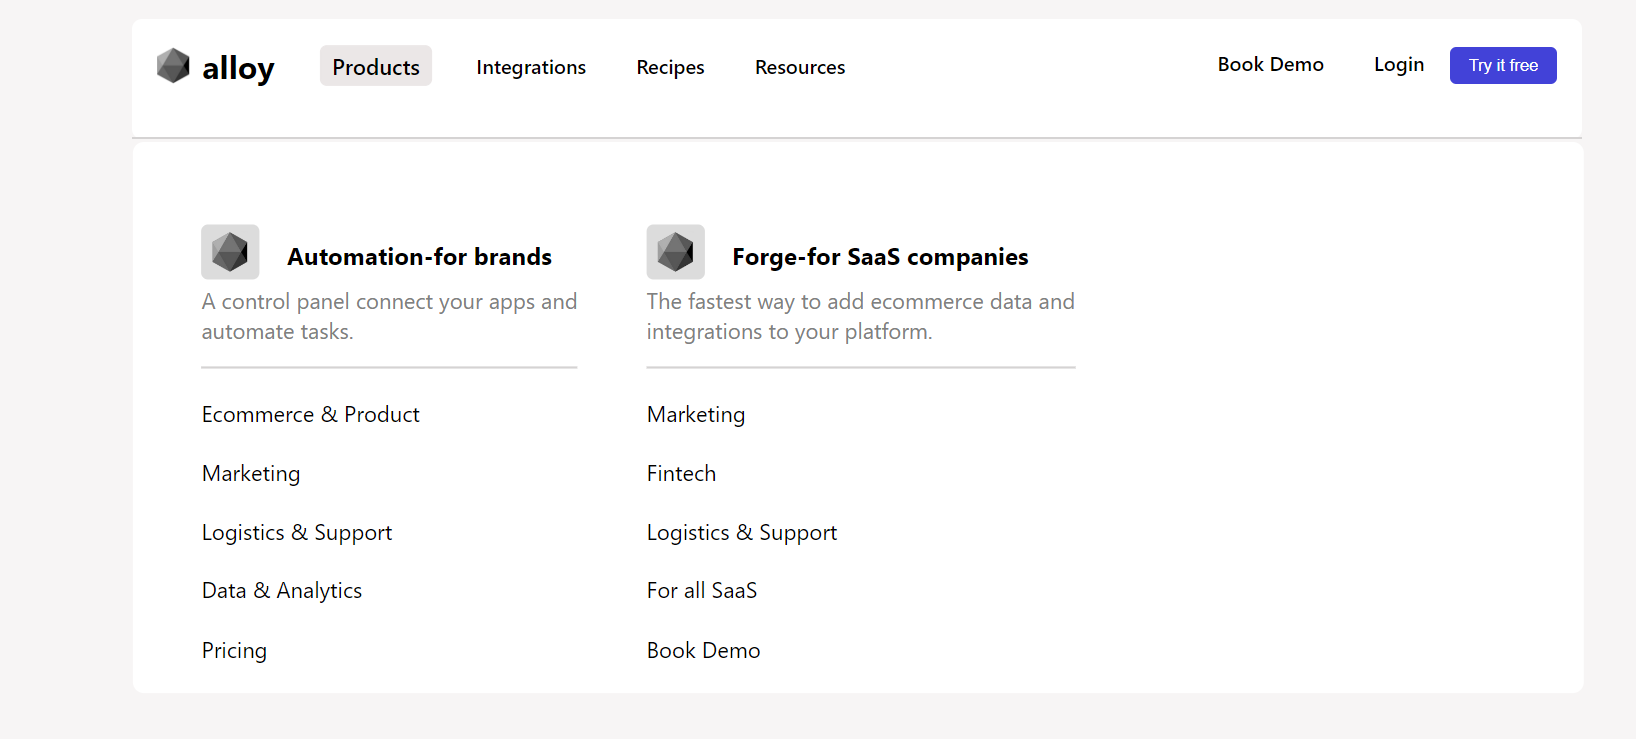 alloy
Products
Integrations
Recipes
Resources
Book Demo
Login
Try it free
Automation-for brands
A control panel connect your apps and
automate tasks.
Ecommerce & Product
Marketing
Logistics & Support
Data & Analytics
Pricing
Forge-for SaaS companies
The fastest way to add ecommerce data and
integrations to your platform.
Marketing
Fintech
Logistics & Support
For all SaaS
Book Demo